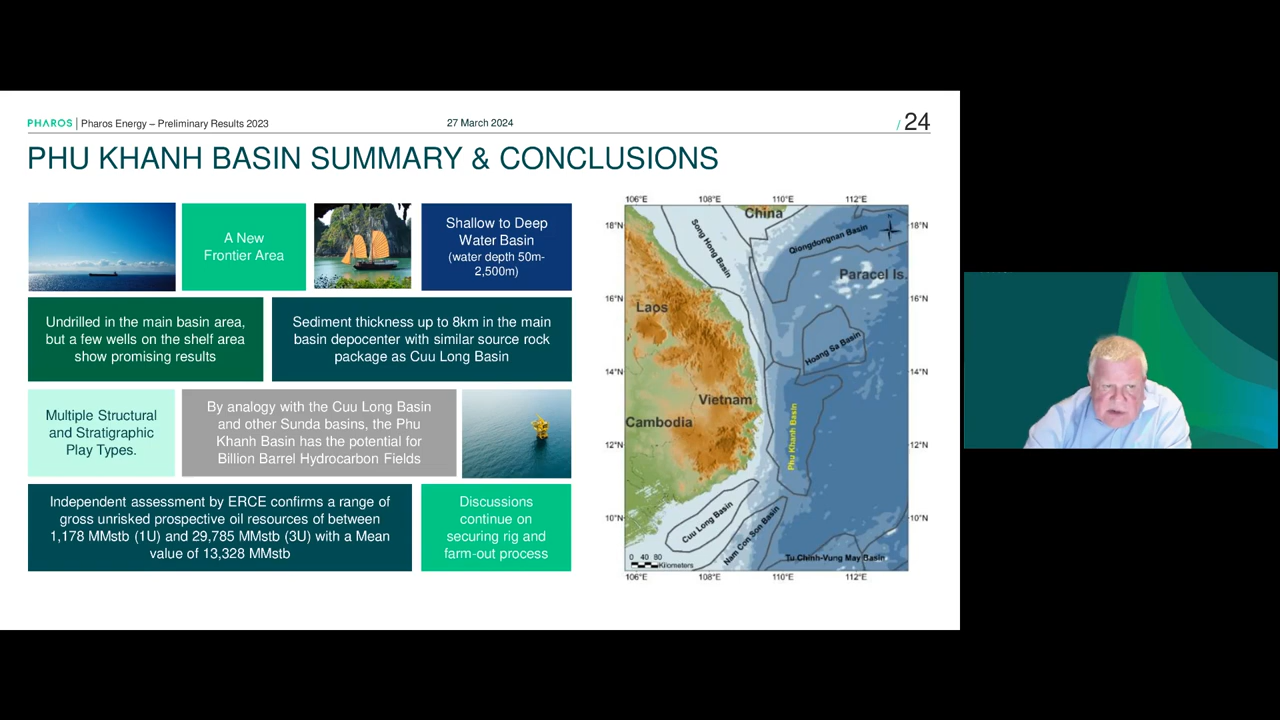 PHAROS | Pharos Energy – Preliminary Results 2023
27 March 2024
/ 24
PHU KHANH BASIN SUMMARY & CONCLUSIONS
A New
Frontier Area
Shallow to Deep
Water Basin
(water depth 50m-
2,500m)
Undrilled in the main basin area,
but a few wells on the shelf area
show promising results
Sediment thickness up to 8km in the main
basin depocenter with similar source rock
package as Cuu Long Basin
Multiple Structural
and Stratigraphic
Play Types.
By analogy with the Cuu Long Basin
and other Sunda basins, the Phu
Khanh Basin has the potential for
Billion Barrel Hydrocarbon Fields
Independent assessment by ERCE confirms a range of
gross unrisked prospective oil resources of between
1,178 MMstb (1U) and 29,785 MMstb (3U) with a Mean
value of 13,328 MMstb
Discussions
continue on
securing rig and
farm-out process
106°E 108°E 110°E 112°E
China
18°N 18°N
Song Hong Basin
Qiongdongnan Basin
Paracel Is.
16°N 16°N
Laos
Hoang Sa Basin
14°N 14°N
Vietnam
Cambodia
Phu Khanh Basin
12°N 12°N
10°N 10°N
Cuu Long Basin
Nam Con Son Basin
Tu Chinh-Vung May Basin
0 40 80
Kilometers
106°E 108°E 110°E 112°E